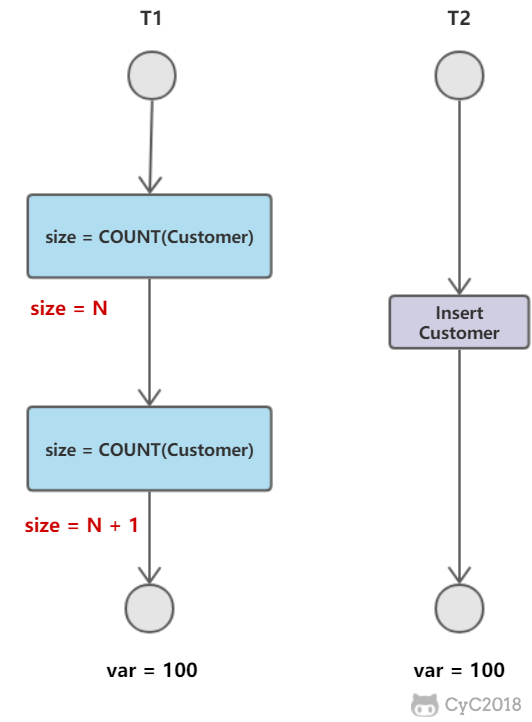 T1
T2
size = COUNT(Customer)
size = N
Insert
Customer
size = COUNT(Customer)
size = N + 1
var = 100
var = 100
CyC2018